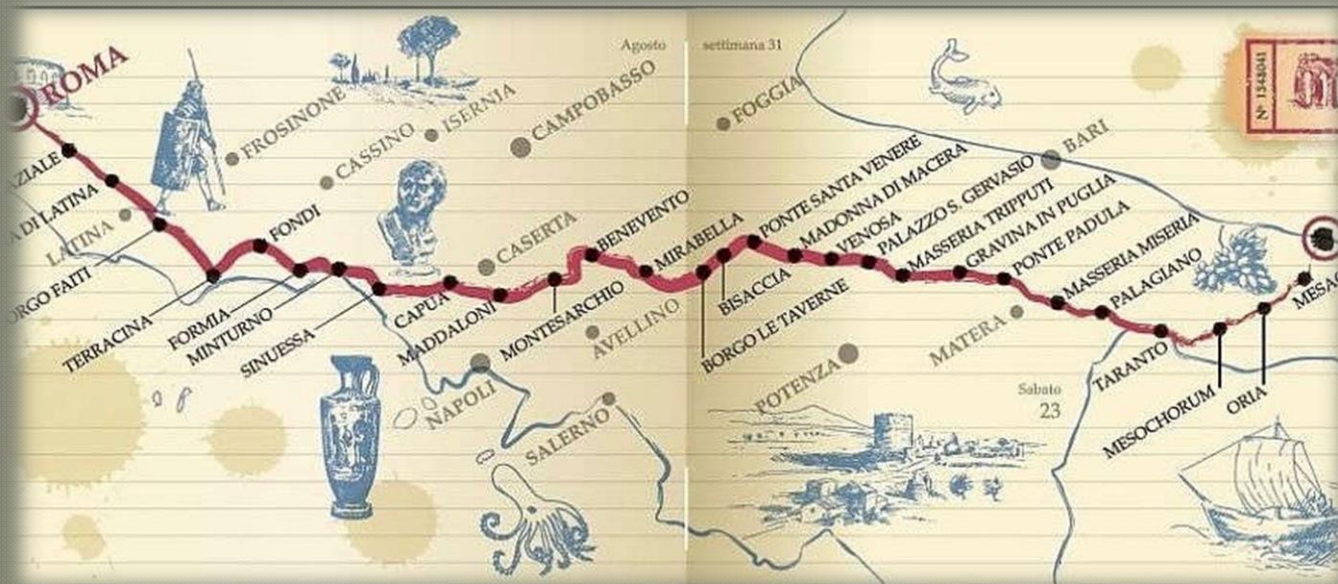 ROMA
AZIALE
A DI LATINA
LATINA
ORGO FAITI
TERRACINA
FROSINONE
FONDI
FORMIA
MINTURNO
SINUESSA
CASSINO
ISERNIA
CAMPOBASSO
CAPUA
CASERTA
MADDALONI
NAPOLI
MONTESARCHIO
BENEVENTO
AVELLINO
SALERNO
MIRABELLA
Agosto
settimana 31
FOGGIA
BORGO LE TAVERNE
BISACCIA
PONTE SANTA VENERE
MADONNA DI MACERA
VENOSA
PALAZZO S. GERVASIO
POTENZA
MASSERIA TRIPPUTI
GRAVINA IN PUGLIA
PONTE PADULA
BARI
MATERA
MASSERIA MISERIA
PALAGIANO
TARANTO
Sabato
23
MESOCHORUM
ORIA
MESA
Nº 1348041